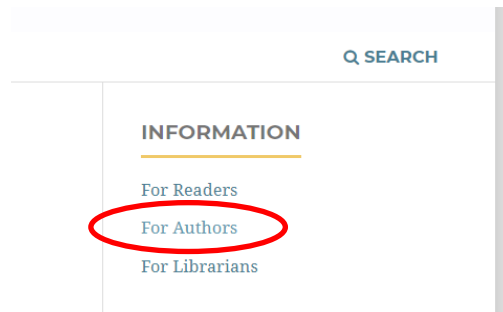 SEARCH
INFORMATION
For Readers
For Authors
For Librarians